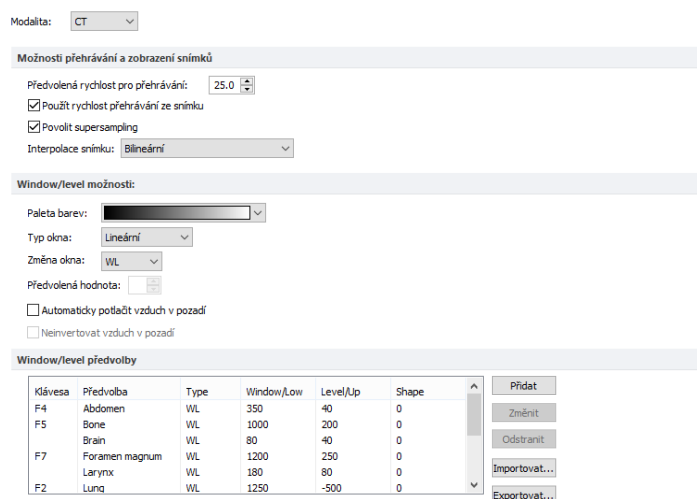 Modalita: CT
Možnosti přehrávání a zobrazení snímků
Předvolená rychlost pro přehrávání: 25.0
Použít rychlost přehrávání ze snímku
Povolit supersampling
Interpolace snímku: Bilineární
Window/level možnosti:
Paleta barev:
Typ okna: Lineární
Změna okna: WL
Předvolená hodnota:
Automaticky potlačit vzduch v pozadí
Neinvertovat vzduch v pozadí
Window/level předvolby
Klávesa Předvolba Type Window/Low Level/Up Shape
F4 Abdomen WL 350 40 0
F5 Bone WL 1000 200 0
Brain WL 80 40 0
F7 Foramen magnum WL 1200 250 0
Larynx WL 180 80 0
F2 Lung WL 1250 -500 0
Přidat
Změnit
Odstranit
Importovat...
Exportovat...